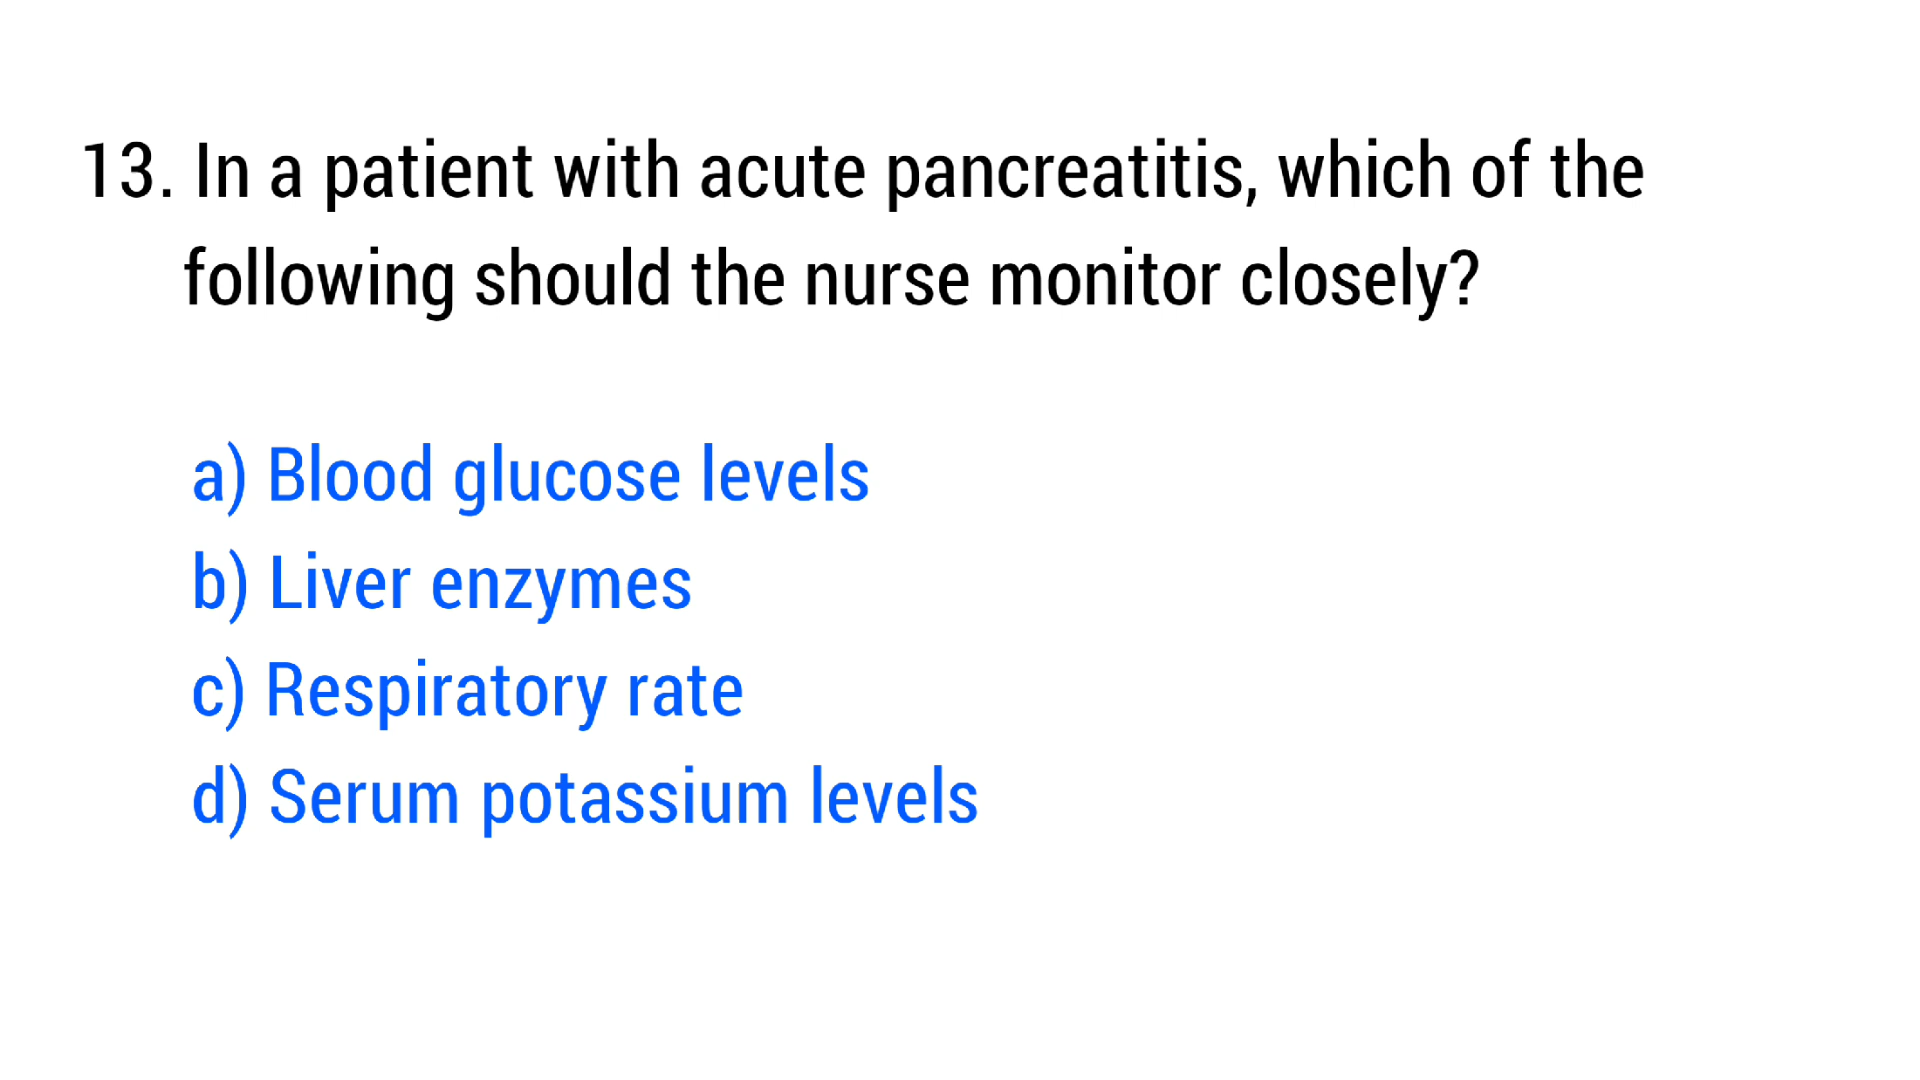 13. In a patient with acute pancreatitis, which of the
following should the nurse monitor closely?
a) Blood glucose levels
b) Liver enzymes
c) Respiratory rate
d) Serum potassium levels